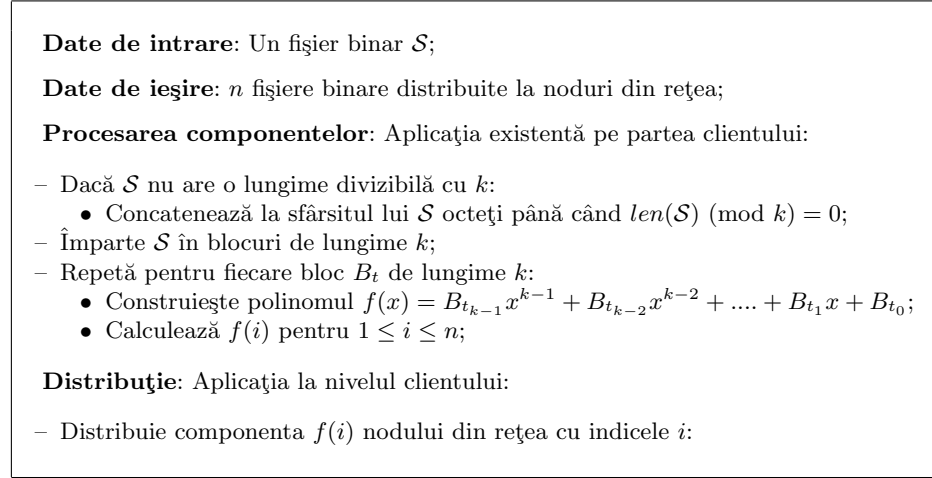 Date de intrare: Un fişier binar 𝒮;
Date de ieşire: n fişiere binare distribuite la noduri din reţea;
Procesarea componentelor: Aplicaţia existentă pe partea clientului:
– Dacă 𝒮 nu are o lungime divizibilă cu k:
• Concatenează la sfârsitul lui 𝒮 octeţi până când len(𝒮) (mod k) = 0;
– Împarte 𝒮 în blocuri de lungime k;
– Repetă pentru fiecare bloc B_t de lungime k:
• Construieşte polinomul f(x) = B_{t_{k−1}}x^{k−1} + B_{t_{k−2}}x^{k−2} + .... + B_{t_1}x + B_{t_0};
• Calculează f(i) pentru 1 ≤ i ≤ n;
Distribuţie: Aplicaţia la nivelul clientului:
– Distribuie componenta f(i) nodului din reţea cu indicele i: